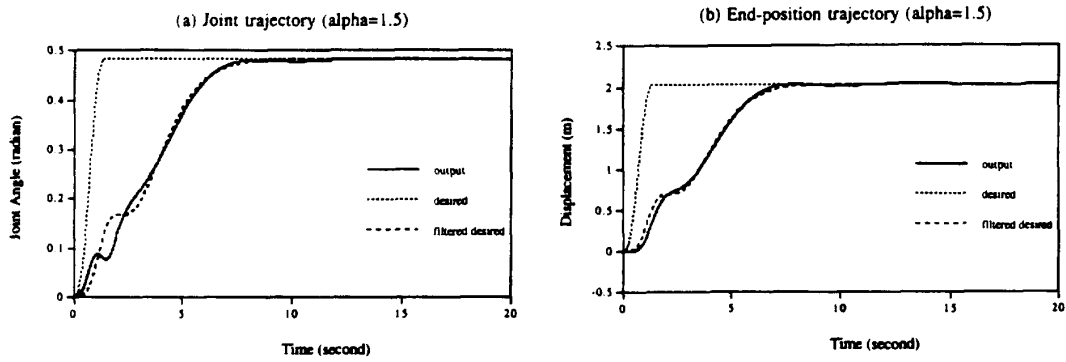 (a) Joint trajectory (alpha=1.5)
0.5
0.4
0.3
0.2
0.1
0
0
5
10
15
20
Joint Angle (radian)
Time (second)
output
desired
filtered desired
(b) End-position trajectory (alpha=1.5)
2.5
2
1.5
1
0.5
0
-0.5
0
5
10
15
20
Displacement (m)
Time (second)
output
desired
filtered desired